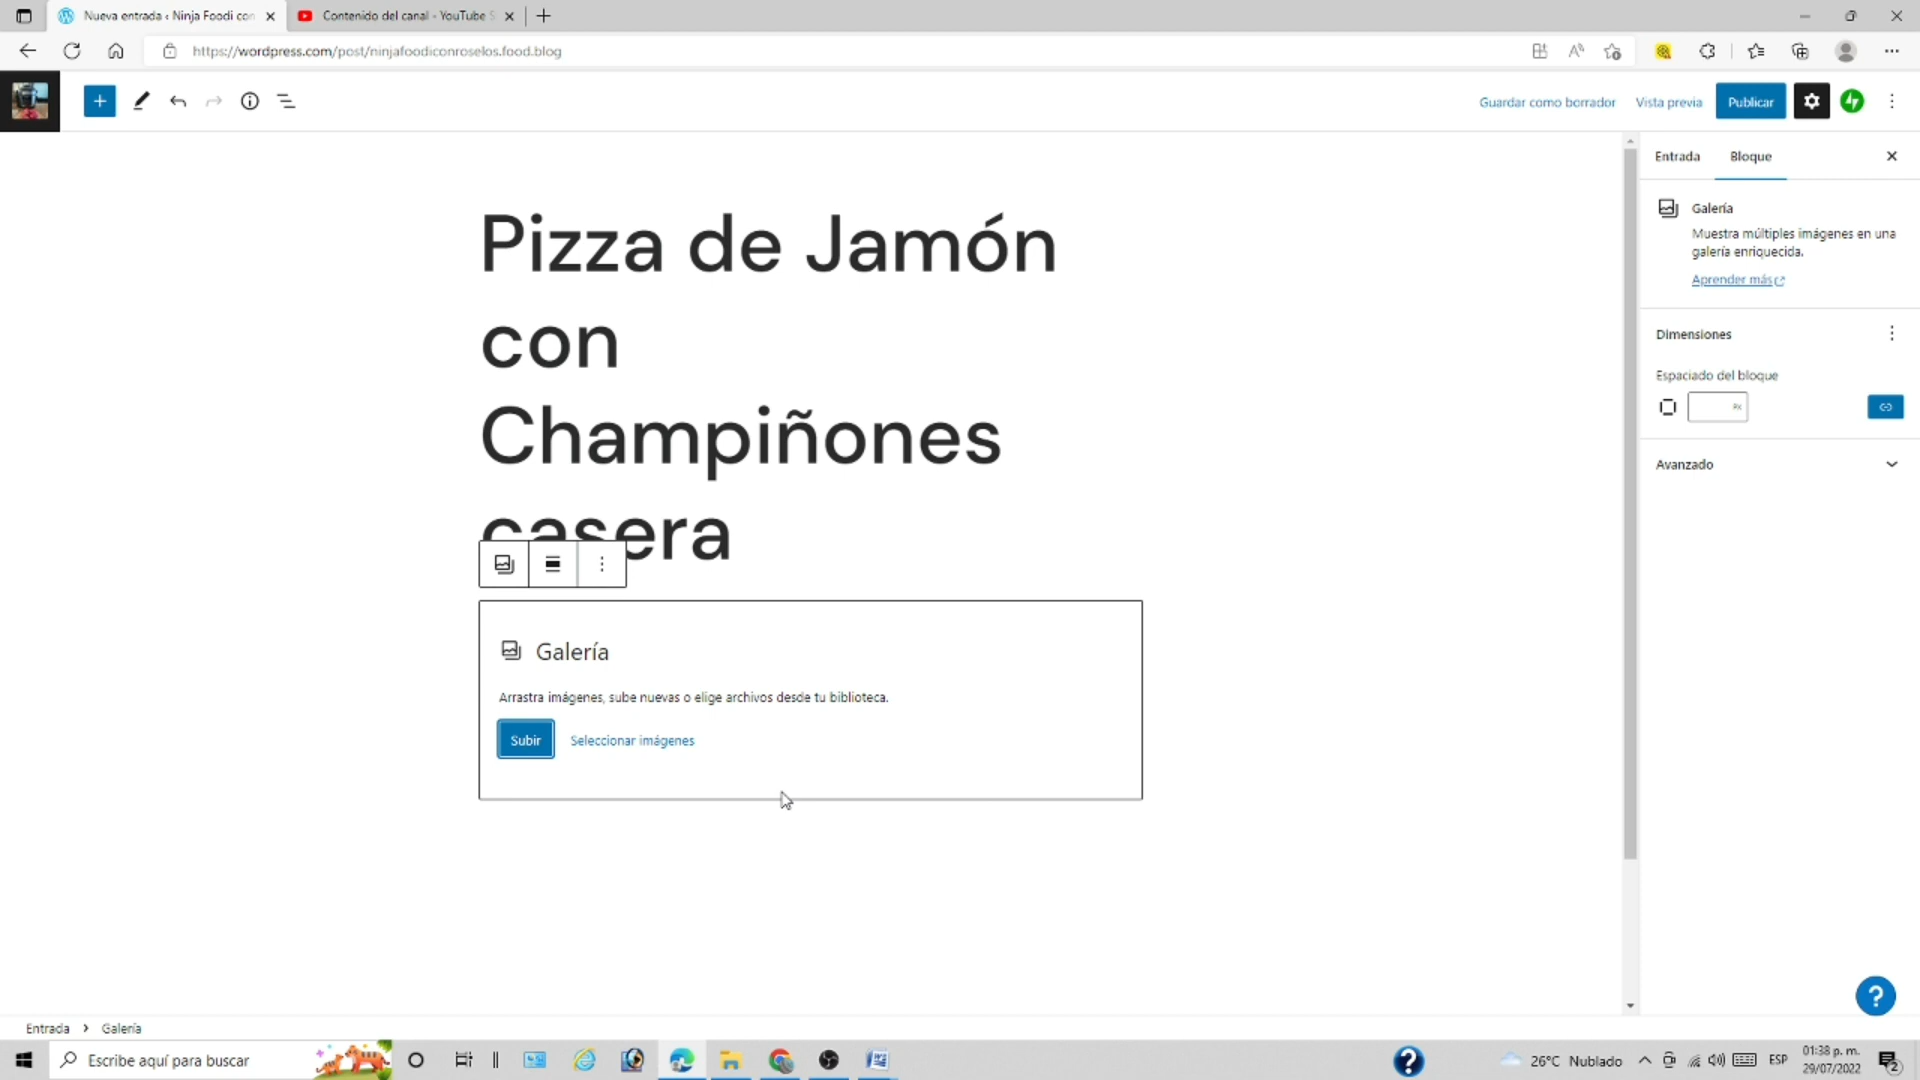 Nueva entrada ‹ Ninja Foodi con
Contenido del canal - YouTube S
https://wordpress.com/post/ninjafoodiconroselos.food.blog
Guardar como borrador
Vista previa
Publicar
Entrada
Bloque
Galería
Muestra múltiples imágenes en una
galería enriquecida.
Aprender más
Dimensiones
Espaciado del bloque
PX
Avanzado
Pizza de Jamón
con
Champiñones
casera
Galería
Arrastra imágenes, sube nuevas o elige archivos desde tu biblioteca.
Subir
Seleccionar imágenes
Entrada > Galería
Escribe aquí para buscar
26°C Nublado
ESP
01:38 p. m.
29/07/2022
2